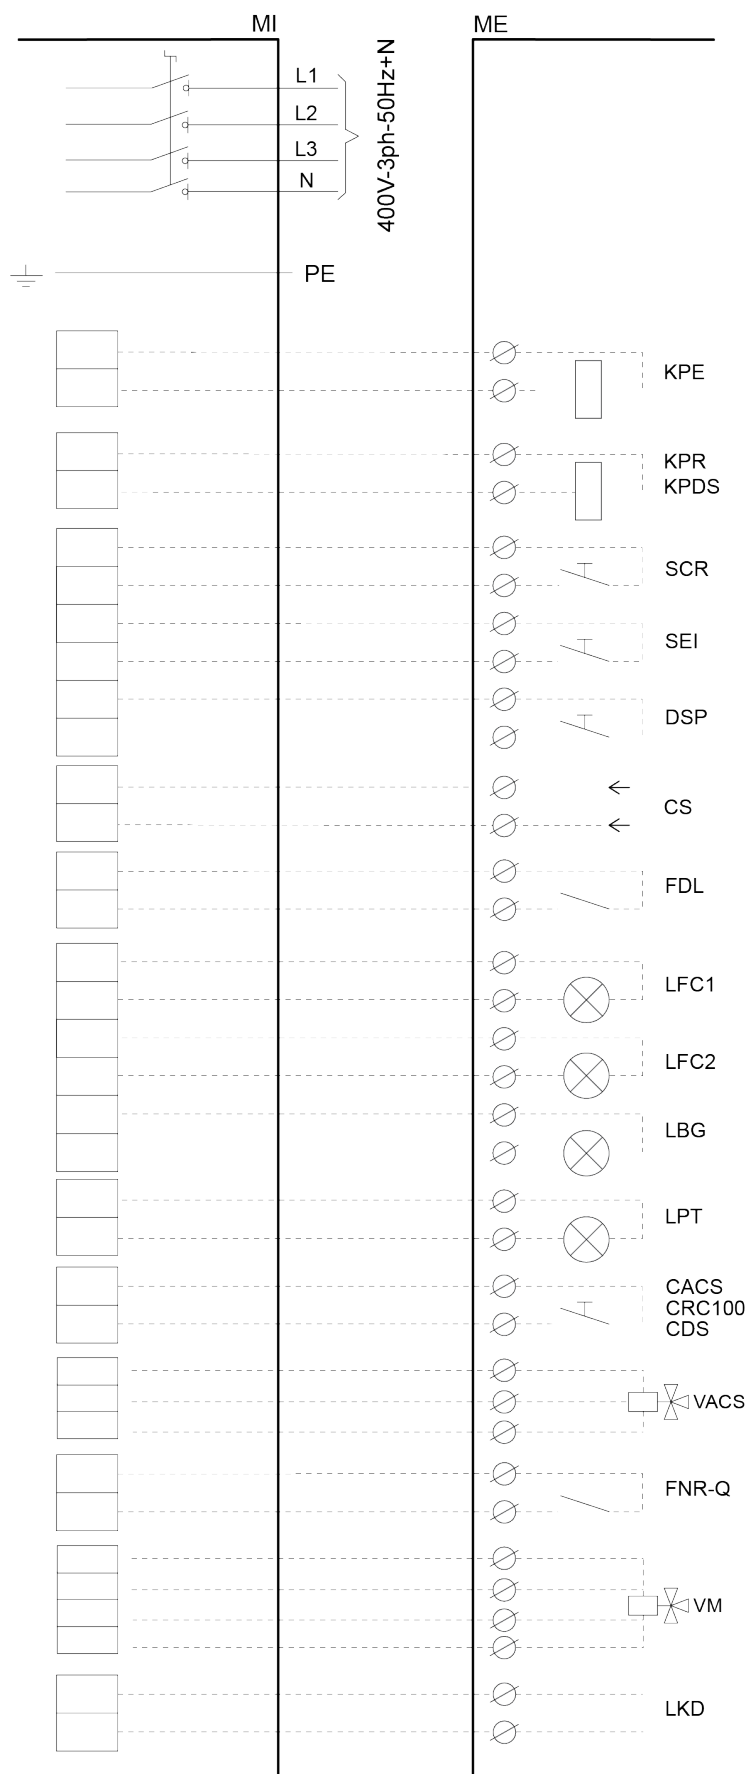 MI
ME
L1
L2
L3
N
400V-3ph-50Hz+N
PE
KPE
KPR
KPDS
SCR
SEI
DSP
CS
FDL
LFC1
LFC2
LBG
LPT
CACS
CRC100
CDS
VACS
FNR-Q
VM
LKD